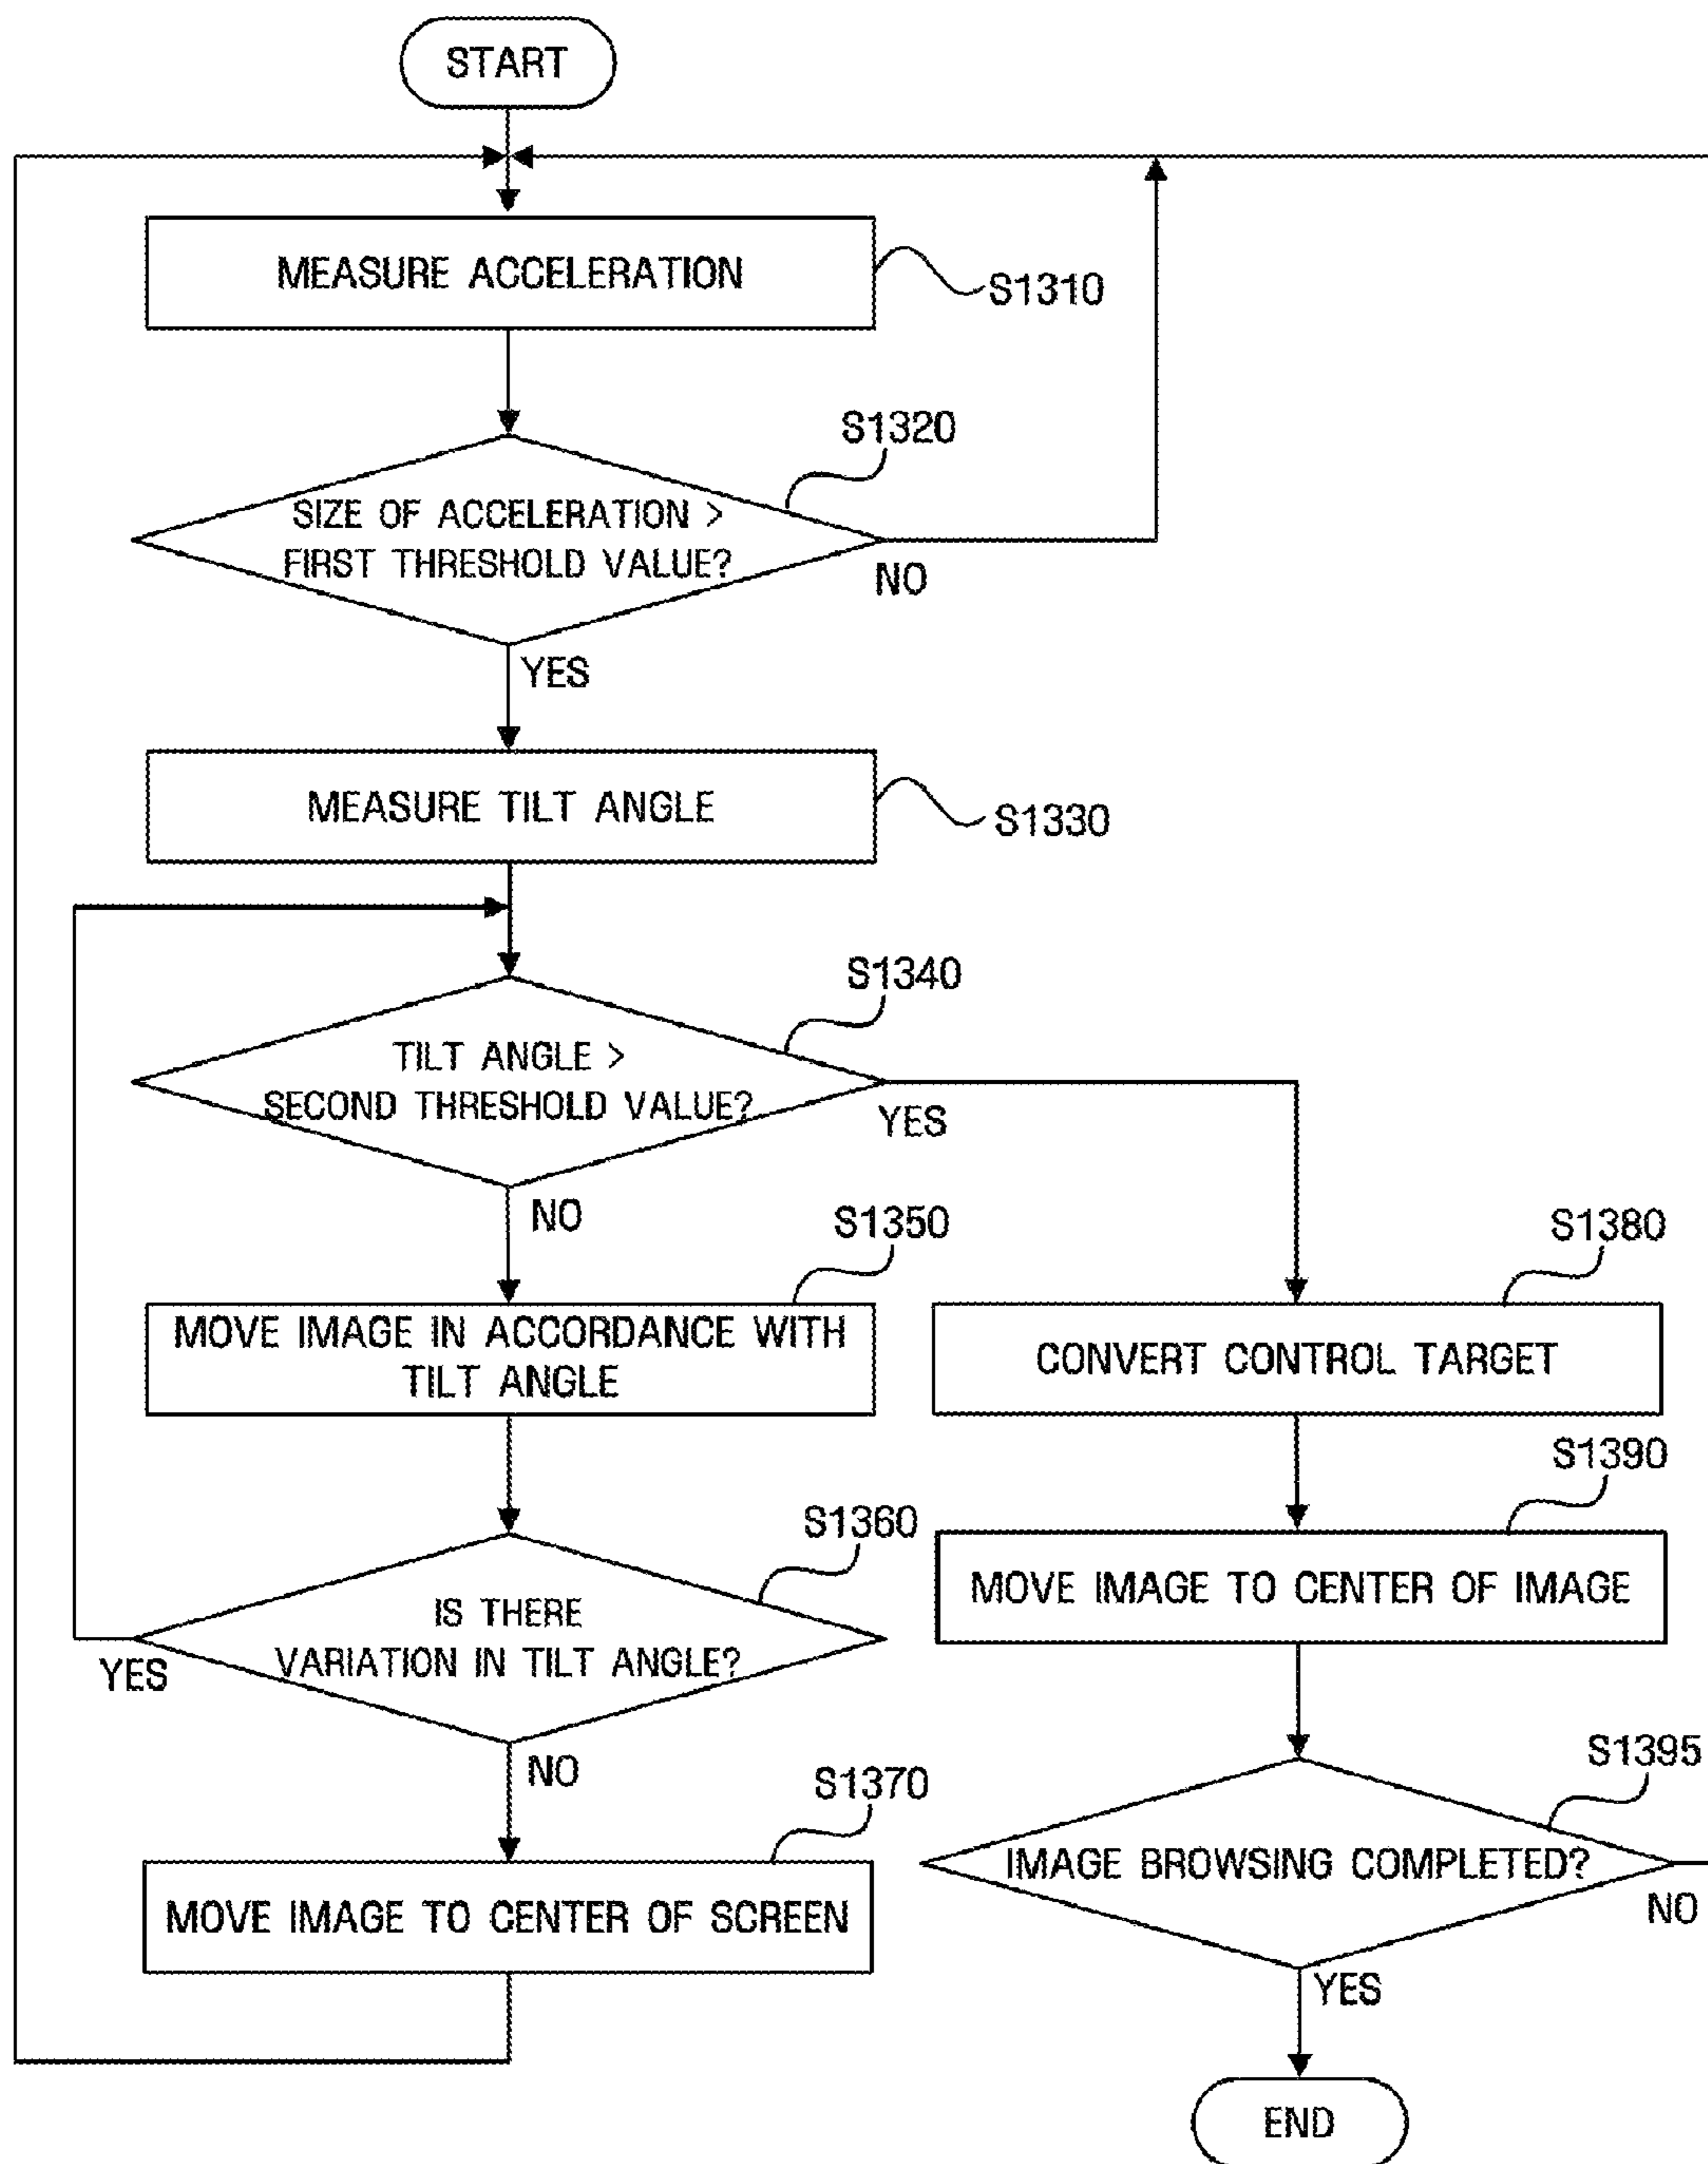 START
MEASURE ACCELERATION
S1310
S1320
SIZE OF ACCELERATION >
FIRST THRESHOLD VALUE?
NO
YES
MEASURE TILT ANGLE
S1330
S1340
TILT ANGLE >
SECOND THRESHOLD VALUE?
YES
NO
S1350
MOVE IMAGE IN ACCORDANCE WITH
TILT ANGLE
S1380
CONVERT CONTROL TARGET
S1390
MOVE IMAGE TO CENTER OF IMAGE
S1360
IS THERE
VARIATION IN TILT ANGLE?
YES
NO
S1370
MOVE IMAGE TO CENTER OF SCREEN
S1395
IMAGE BROWSING COMPLETED?
NO
YES
END